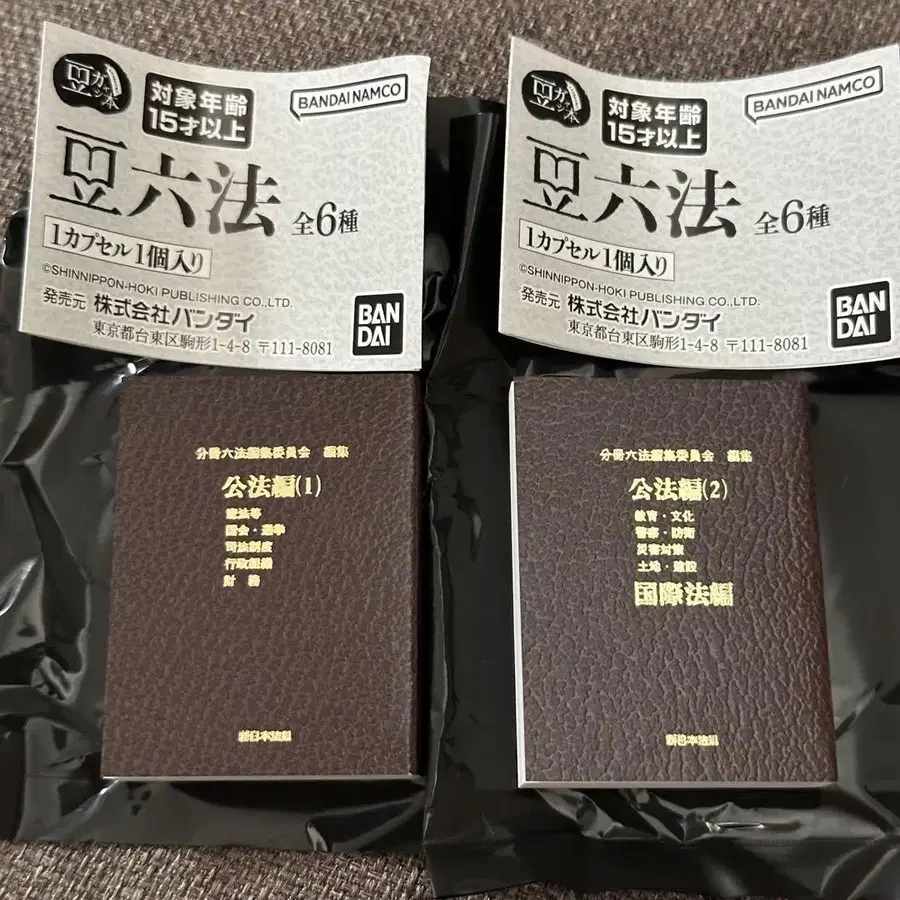 豆ガシャ本
対象年齢
15才以上
BANDAI NAMCO
豆六法 全6種
1カプセル1個入り
©SHINNIPPON-HOKI PUBLISHING CO.,LTD.
発売元 株式会社バンダイ
東京都台東区駒形1-4-8 〒111-8081
BAN
DAI
分冊六法編集委員会 編集
公法編(1)
憲法等
国会・選挙
司法制度
行政組織
財務
新日本法規
豆ガシャ本
対象年齢
15才以上
BANDAI NAMCO
豆六法 全6種
1カプセル1個入り
©SHINNIPPON-HOKI PUBLISHING CO.,LTD.
発売元 株式会社バンダイ
東京都台東区駒形1-4-8 〒111-8081
BAN
DAI
分冊六法編集委員会 編集
公法編(2)
教育・文化
警察・防衛
災害対策
土地・建設
国際法編
新日本法規